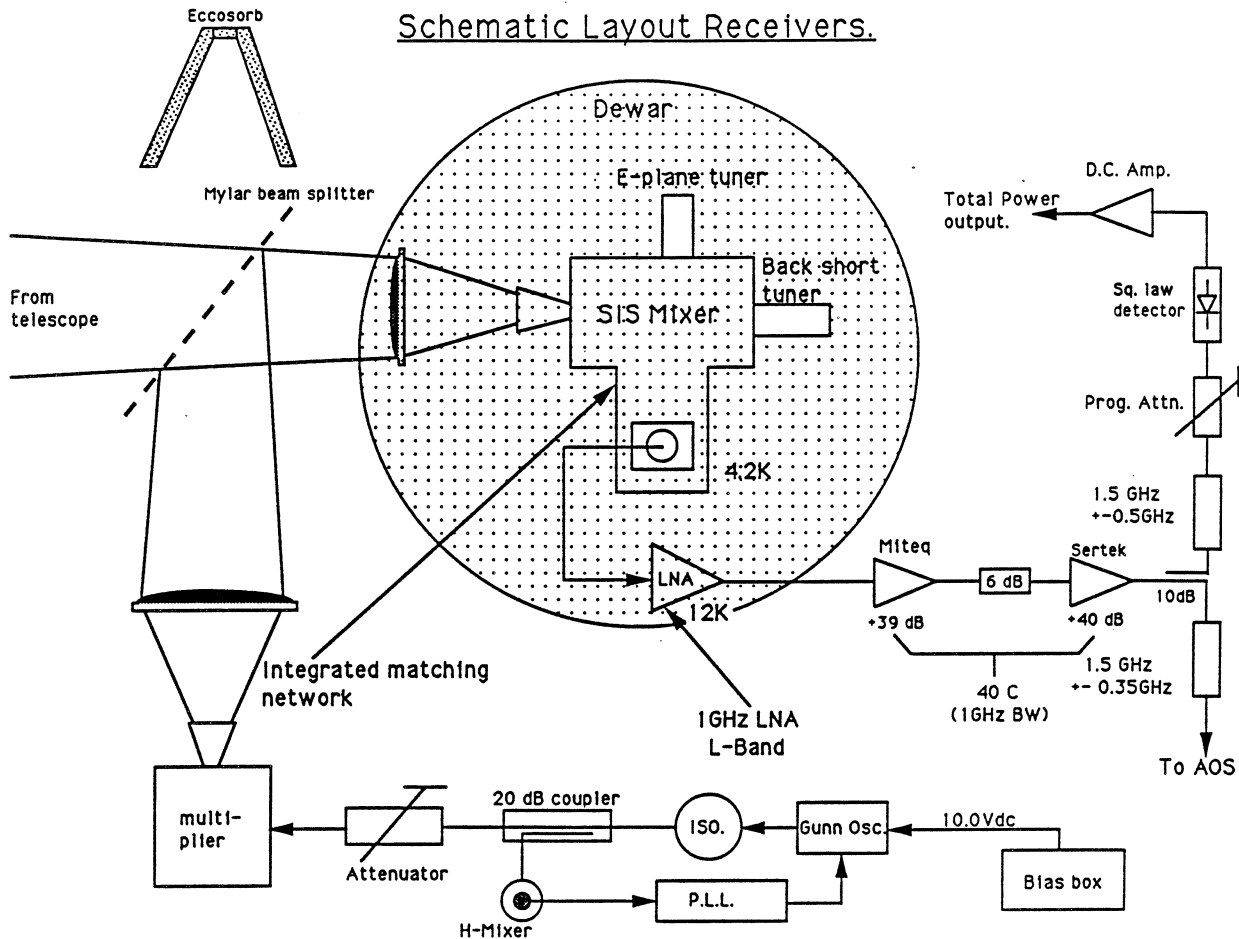 Schematic Layout Receivers.
Eccosorb
Dewar
Mylar beam splitter
E-plane tuner
D.C. Amp.
Total Power
output.
From
telescope
SIS Mixer
Back short
tuner
Sq. law
detector
Prog. Attn.
4.2K
1.5 GHz
+-0.5GHz
LNA
12K
Miteq
+39 dB
6 dB
Sertek
+40 dB
10dB
40 C
(1GHz BW)
1.5 GHz
+- 0.35GHz
To AOS
Integrated matching
network
1GHz LNA
L-Band
multi-
plier
Attenuator
20 dB coupler
ISO.
Gunn Osc.
10.0Vdc
Bias box
H-Mixer
P.L.L.